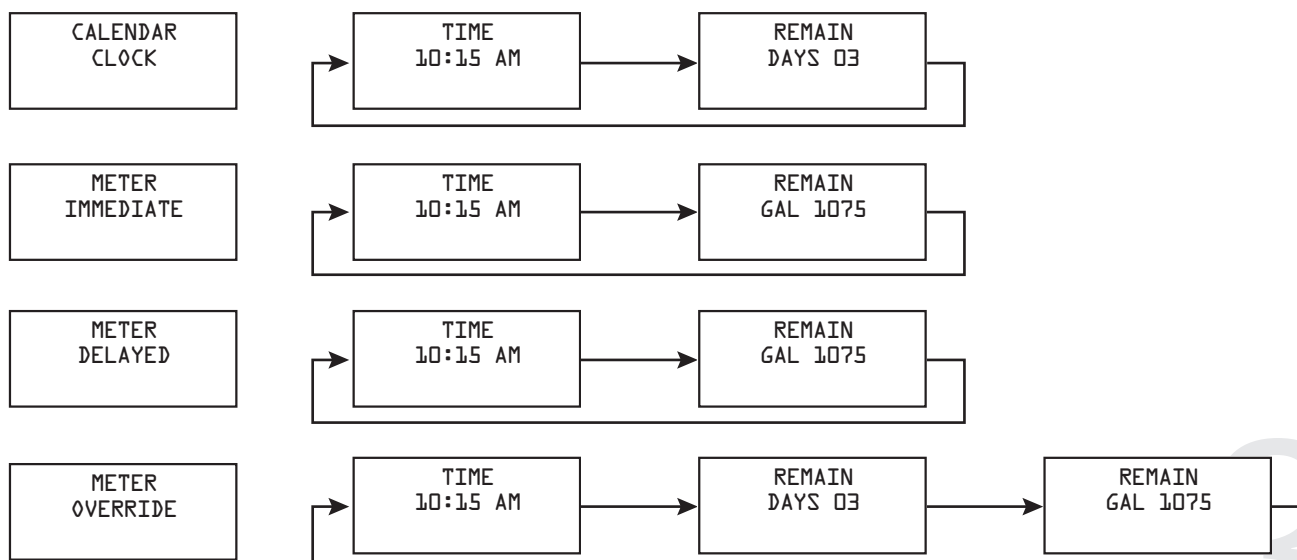 CALENDAR
CLOCK
TIME
10:15 AM
REMAIN
DAYS 03
METER
IMMEDIATE
TIME
10:15 AM
REMAIN
GAL 1075
METER
DELAYED
TIME
10:15 AM
REMAIN
GAL 1075
METER
OVERRIDE
TIME
10:15 AM
REMAIN
DAYS 03
REMAIN
GAL 1075